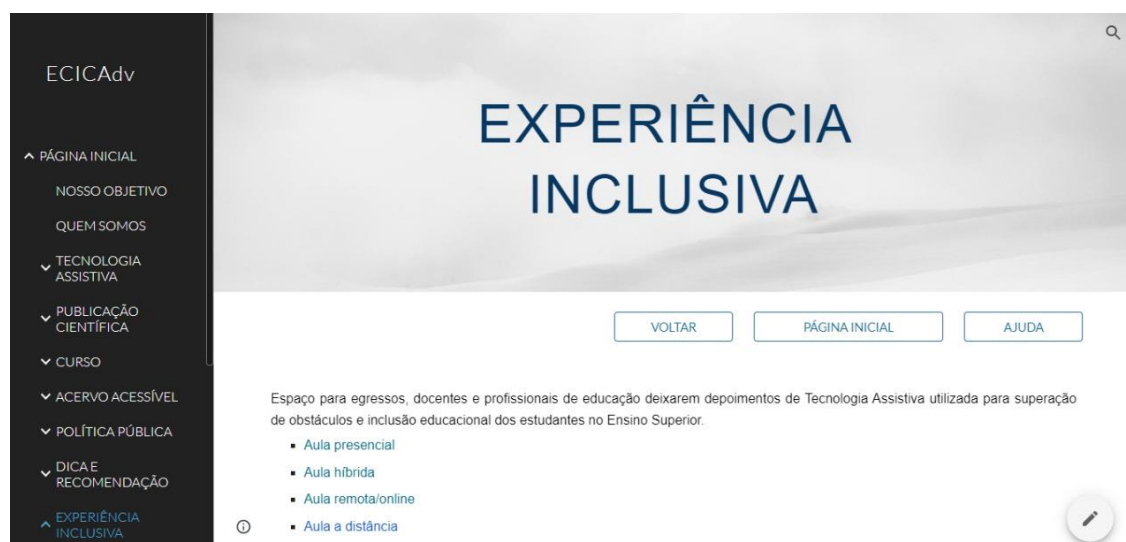 ECICAdv
PÁGINA INICIAL
NOSSO OBJETIVO
QUEM SOMOS
TECNOLOGIA
ASSISTIVA
PUBLICAÇÃO
CIENTÍFICA
CURSO
ACERVO ACESSÍVEL
POLÍTICA PÚBLICA
DICA E
RECOMENDAÇÃO
EXPERIÊNCIA
INCLUSIVA
EXPERIÊNCIA
INCLUSIVA
VOLTAR
PÁGINA INICIAL
AJUDA
Espaço para egressos, docentes e profissionais de educação deixarem depoimentos de Tecnologia Assistiva utilizada para superação
de obstáculos e inclusão educacional dos estudantes no Ensino Superior.
Aula presencial
Aula híbrida
Aula remota/online
Aula a distância